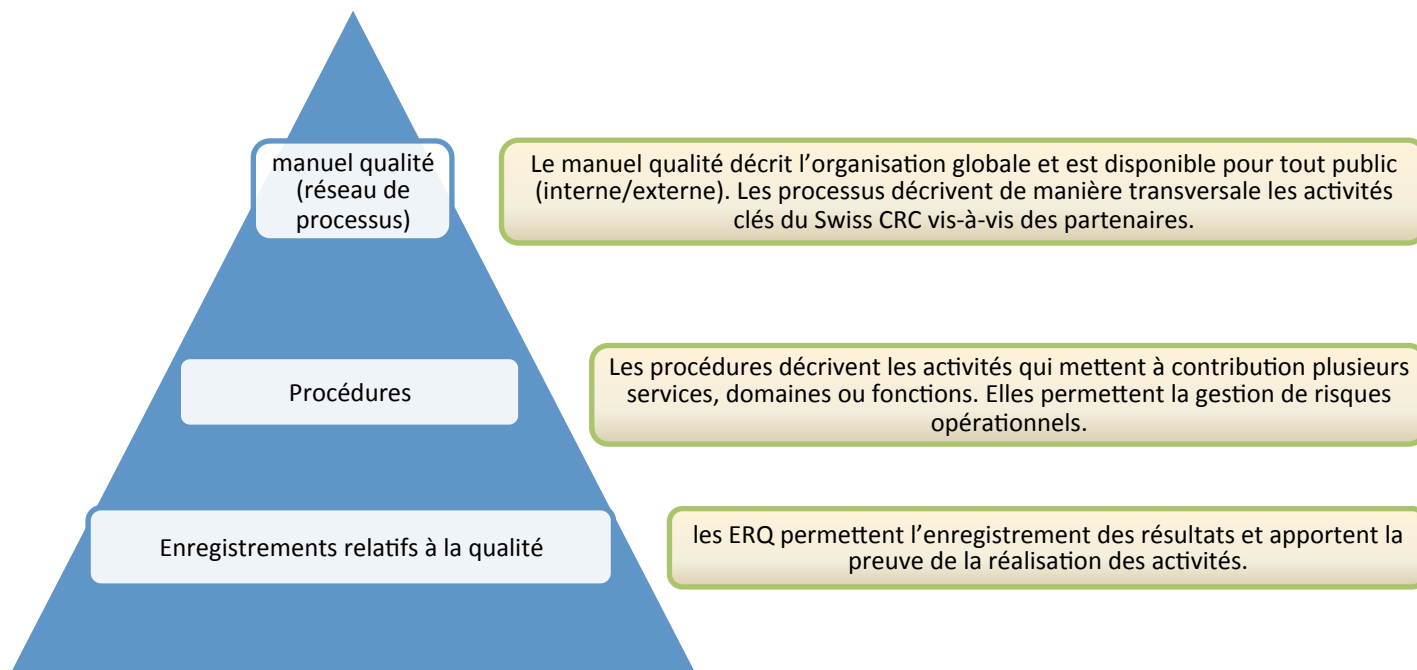 manuel qualité
(réseau de
processus)
Le manuel qualité décrit l’organisation globale et est disponible pour tout public
(interne/externe). Les processus décrivent de manière transversale les activités
clés du Swiss CRC vis-à-vis des partenaires.
Procédures
Les procédures décrivent les activités qui mettent à contribution plusieurs
services, domaines ou fonctions. Elles permettent la gestion de risques
opérationnels.
Enregistrements relatifs à la qualité
les ERQ permettent l’enregistrement des résultats et apportent la
preuve de la réalisation des activités.